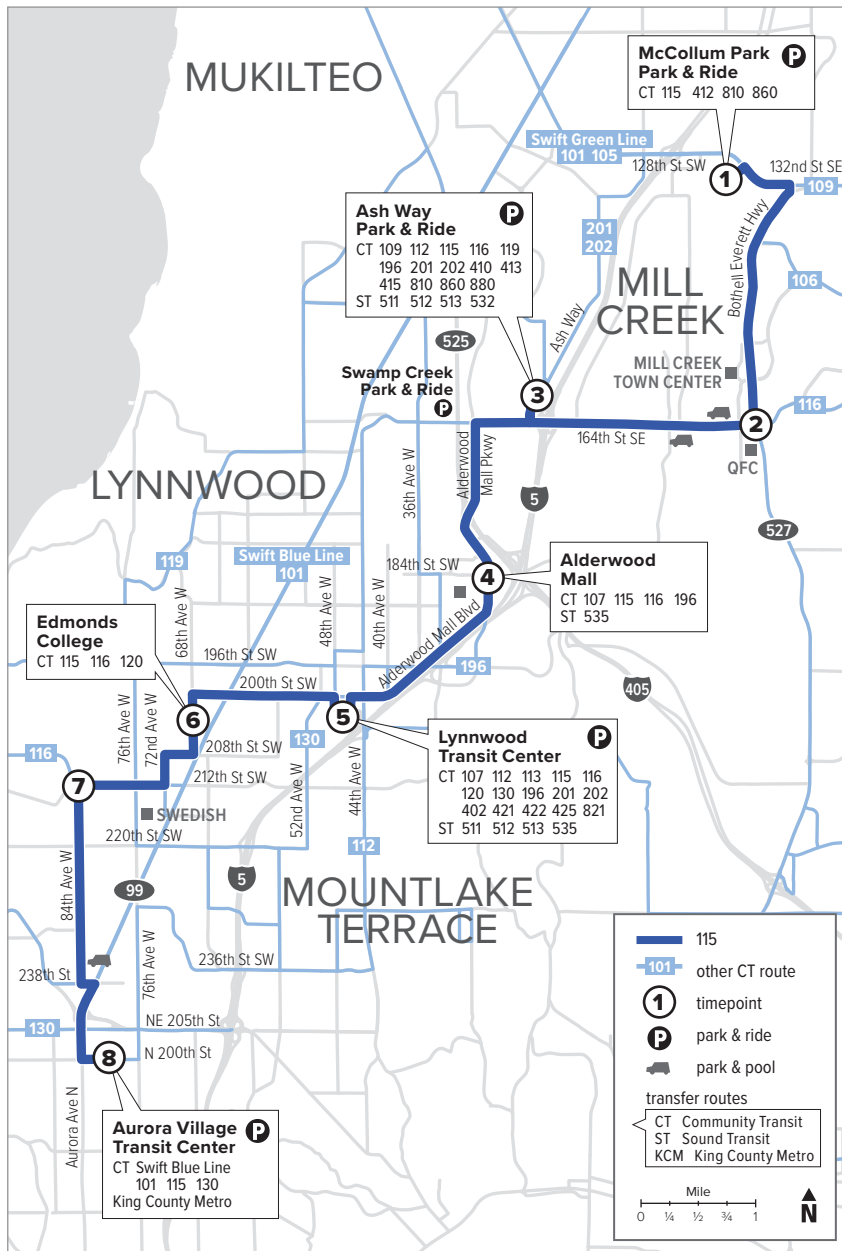 MUKILTEO
McCollum Park
Park & Ride
P
CT 115 412 810 860
Swift Green Line
101 105
128th St SW
1
132nd St SE
109
Ash Way
Park & Ride
P
CT 109 112 115 116 119
196 201 202 410 413
415 810 860 880
ST 511 512 513 532
201
202
Bothell Everett Hwy
MILL
CREEK
106
525
Ash Way
Swamp Creek
Park & Ride
P
3
MILL CREEK
TOWN CENTER
116
2
164th St SE
QFC
LYNNWOOD
36th Ave W
Alderwood
Mall Pkwy
5
527
119
Swift Blue Line
101
184th St SW
4
Alderwood
Mall
CT 107 115 116 196
ST 535
68th Ave W
48th Ave W
40th Ave W
Alderwood Mall Blvd
Edmonds
College
CT 115 116 120
196th St SW
196
405
200th St SW
6
5
130
Lynnwood
Transit Center
P
CT 107 112 113 115 116
120 130 196 201 202
402 421 422 425 821
ST 511 512 513 535
76th Ave W
72nd Ave W
208th St SW
116
7
212th St SW
SWEDISH
220th St SW
52nd Ave W
44th Ave W
112
84th Ave W
99
5
MOUNTLAKE
TERRACE
76th Ave W
236th St SW
238th St
130
NE 205th St
8
N 200th St
Aurora Ave N
Aurora Village
Transit Center
P
CT Swift Blue Line
101 115 130
King County Metro
115
101 other CT route
1 timepoint
P park & ride
park & pool
transfer routes
CT Community Transit
ST Sound Transit
KCM King County Metro
Mile
0 ¼ ½ ¾ 1
N